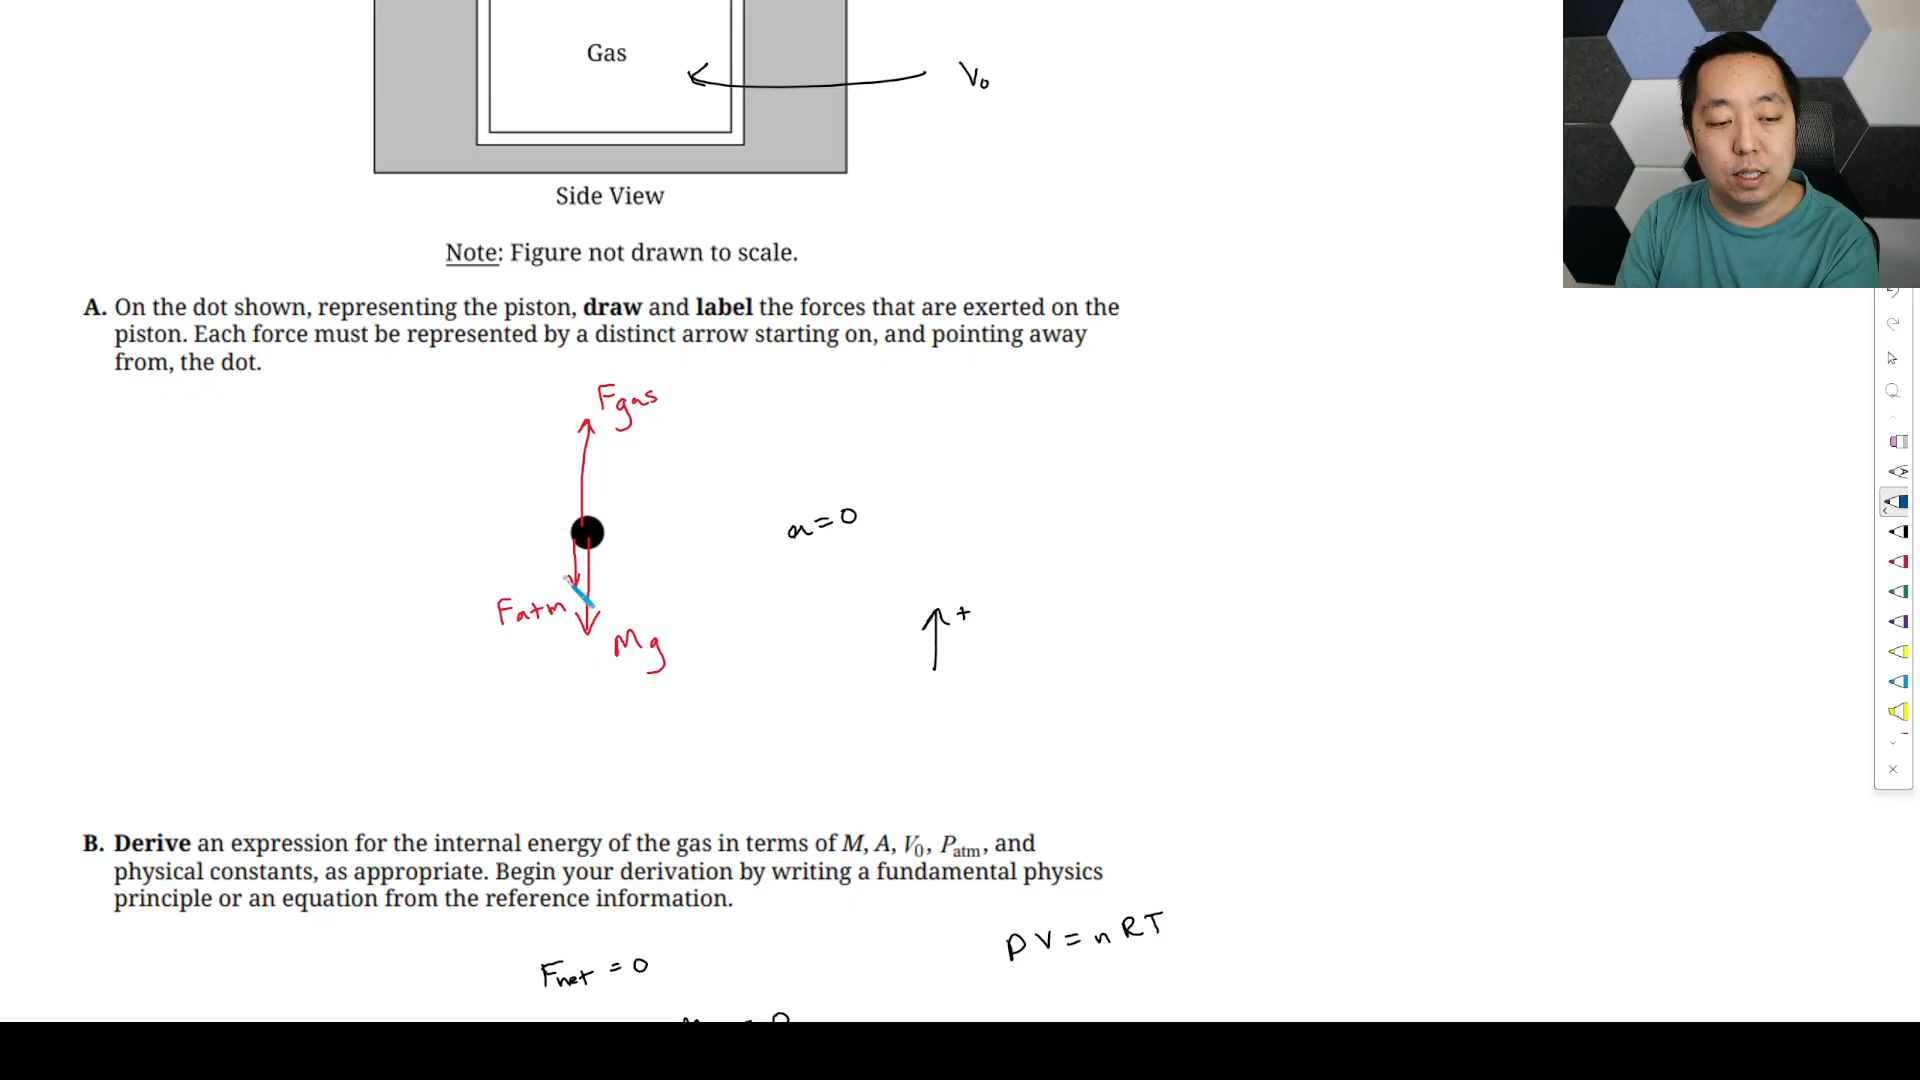 Gas
V₀
Side View
Note: Figure not drawn to scale.
A. On the dot shown, representing the piston, draw and label the forces that are exerted on the
piston. Each force must be represented by a distinct arrow starting on, and pointing away
from, the dot.
Fgas
a=0
+
Fatm
Mg
B. Derive an expression for the internal energy of the gas in terms of M, A, V₀, Patm, and
physical constants, as appropriate. Begin your derivation by writing a fundamental physics
principle or an equation from the reference information.
PV = nRT
Fnet = 0